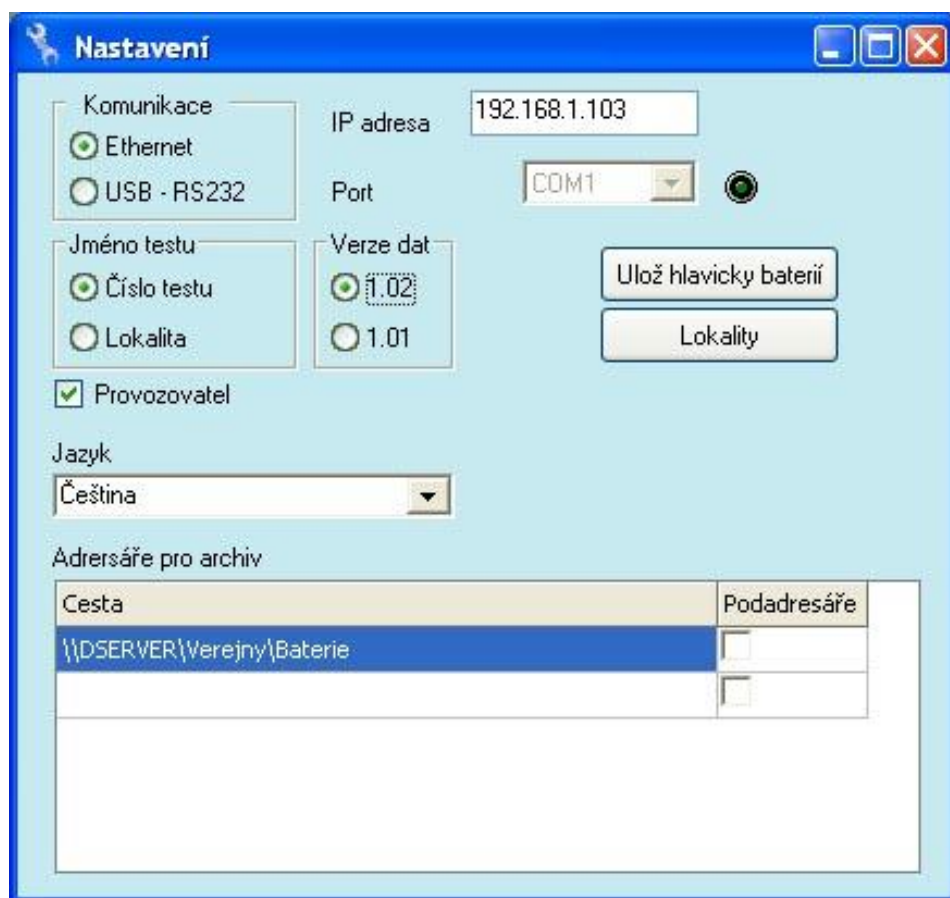 Nastavení
Komunikace
Ethernet
USB - RS232
IP adresa
192.168.1.103
Port
COM1
Jméno testu
Číslo testu
Lokalita
Verze dat
1.02
1.01
Ulož hlavicky baterií
Lokality
Provozovatel
Jazyk
Čeština
Adrersáře pro archiv
Cesta
Podadresáře
\\DSERVER\Verejny\Baterie